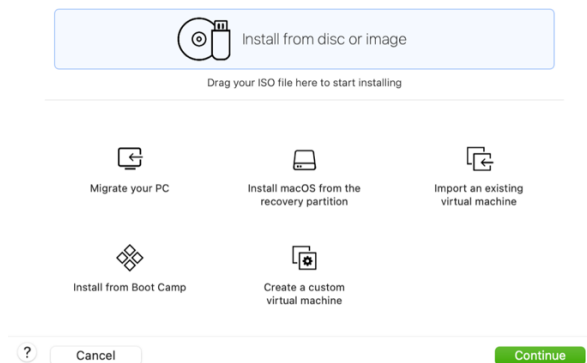 Install from disc or image
Drag your ISO file here to start installing
Migrate your PC
Install macOS from the
recovery partition
Import an existing
virtual machine
Install from Boot Camp
Create a custom
virtual machine
?
Cancel
Continue